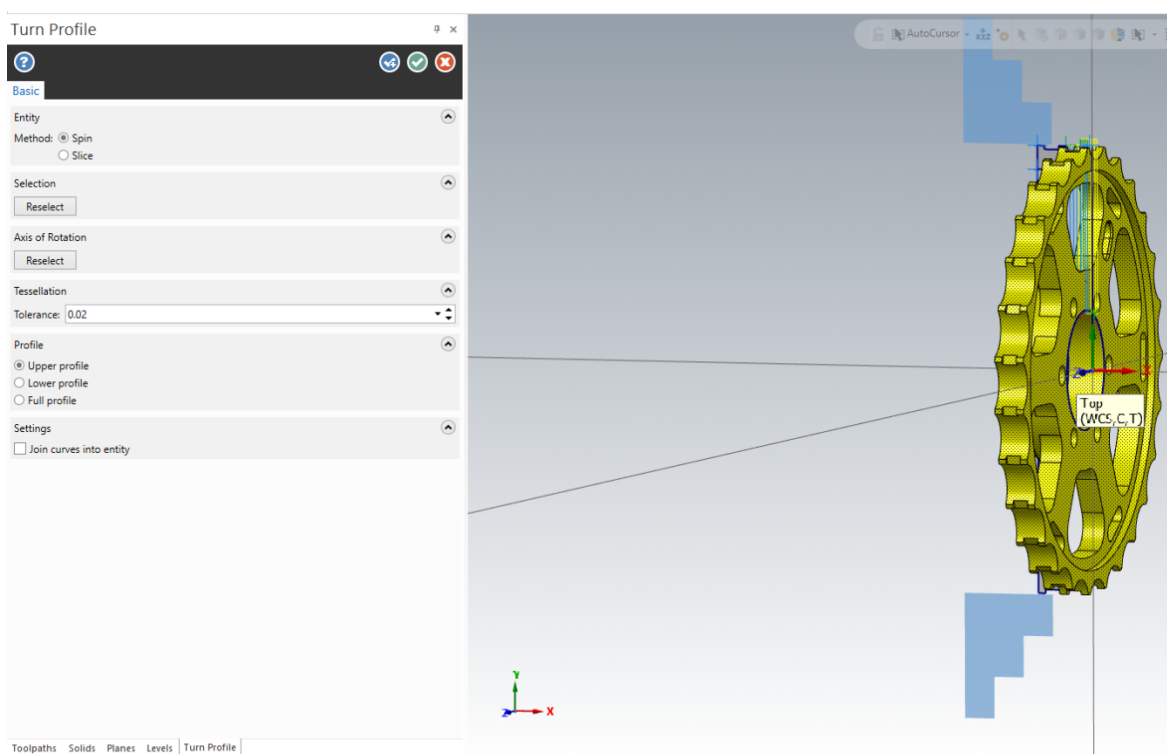 Turn Profile
Basic
Entity
Method: Spin
Slice
Selection
Reselect
Axis of Rotation
Reselect
Tessellation
Tolerance: 0.02
Profile
Upper profile
Lower profile
Full profile
Settings
Join curves into entity
Toolpaths Solids Planes Levels Turn Profile
AutoCursor
XYZ
Y
Z X
Top
(WCS,C,T)
Y
Z X